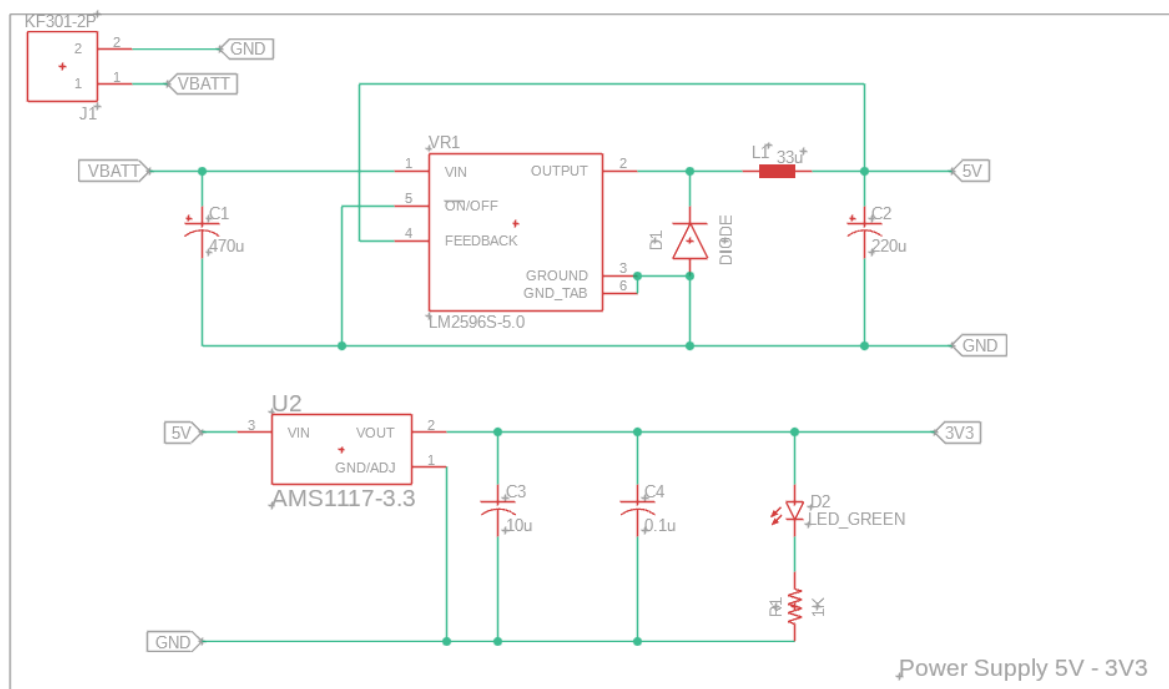 KF301-2P
2 2 GND
1 1 VBATT
J1
VR1
VBATT 1 VIN OUTPUT 2 L1 33u 5V
5 ON/OFF
C1 470u
4 FEEDBACK
D1 DIODE
C2 220u
GROUND 3
GND_TAB 6
LM2596S-5.0
GND
U2
5V 3 VIN VOUT 2 3V3
GND/ADJ 1
AMS1117-3.3
C3 10u
C4 0.1u
D2
LED_GREEN
R1 1K
GND
Power Supply 5V - 3V3